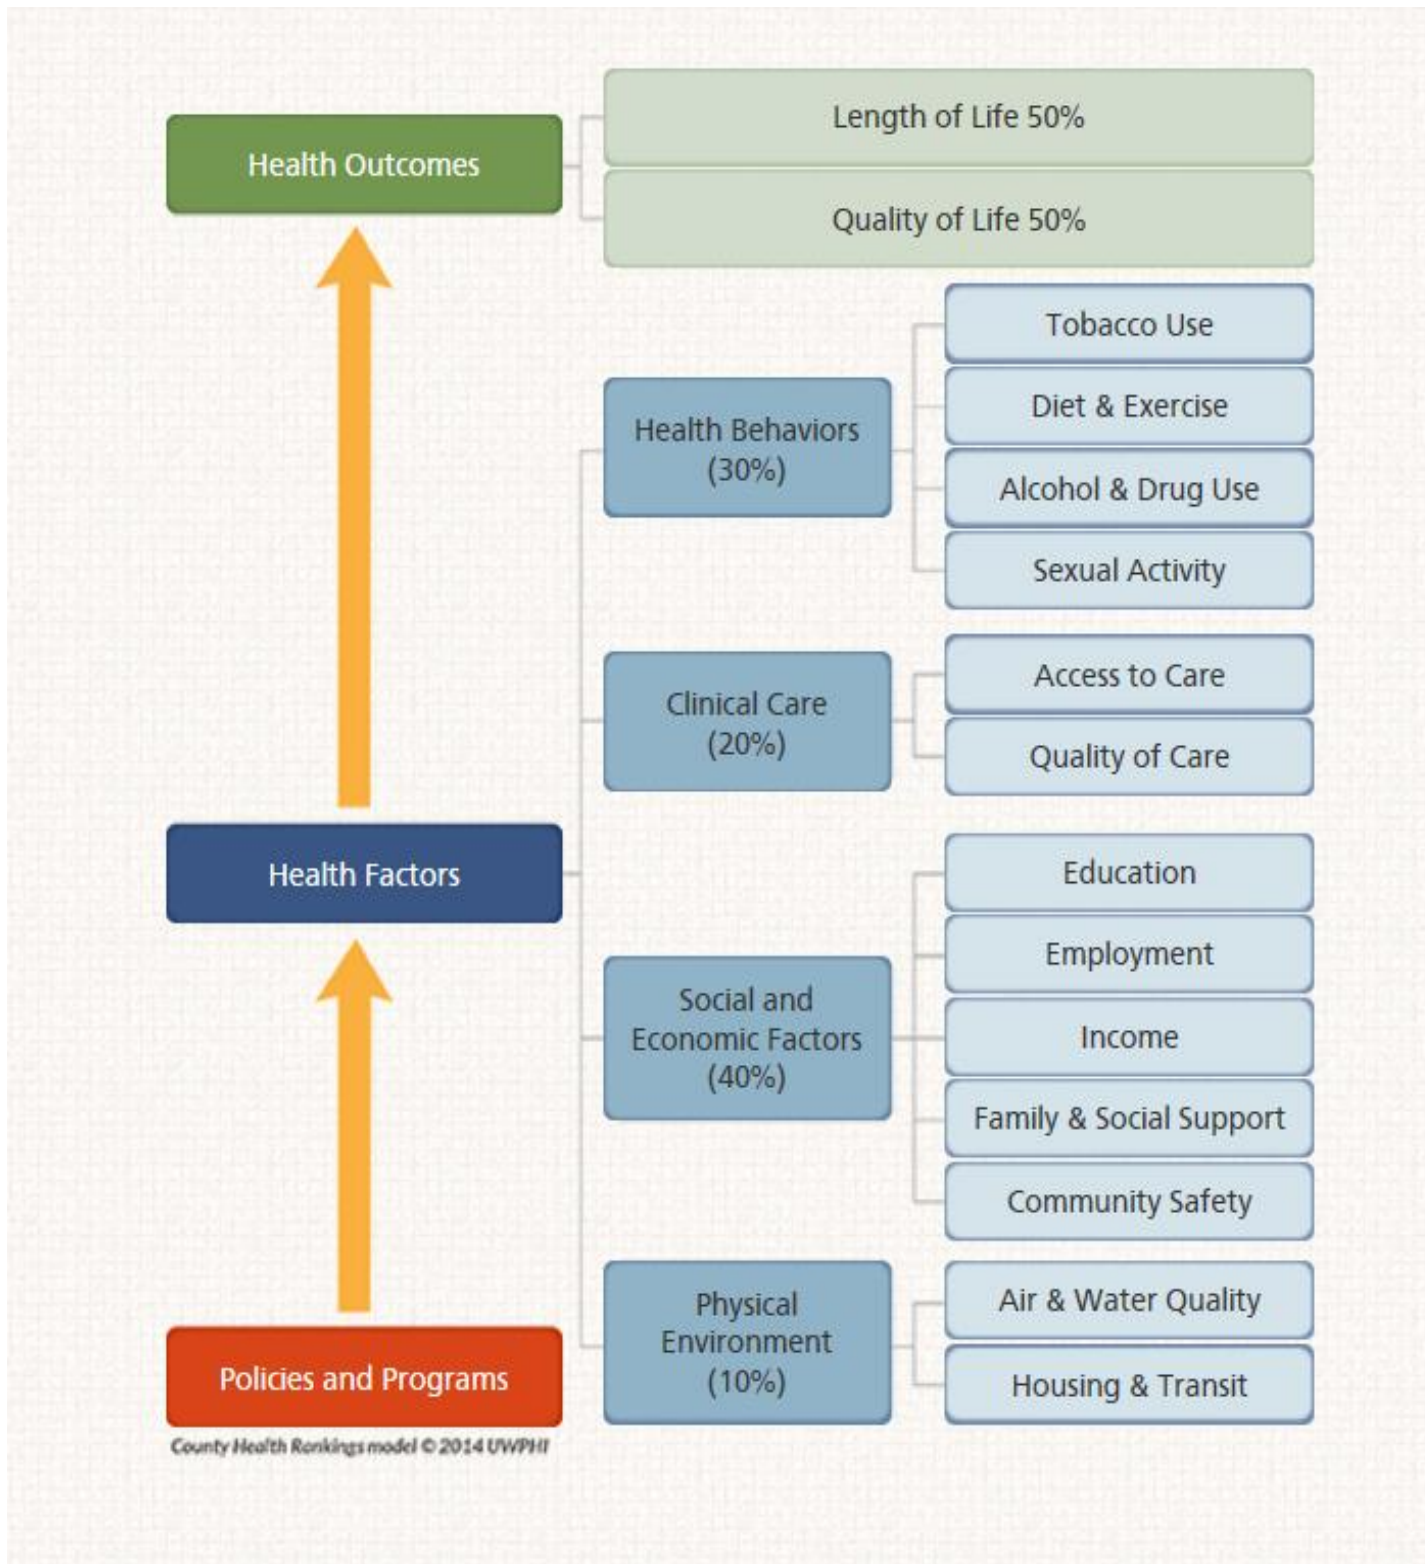 Health Outcomes
Length of Life 50%
Quality of Life 50%
Health Factors
Health Behaviors
(30%)
Tobacco Use
Diet & Exercise
Alcohol & Drug Use
Sexual Activity
Clinical Care
(20%)
Access to Care
Quality of Care
Social and
Economic Factors
(40%)
Education
Employment
Income
Family & Social Support
Community Safety
Physical
Environment
(10%)
Air & Water Quality
Housing & Transit
Policies and Programs
County Health Rankings model © 2014 UWPHI